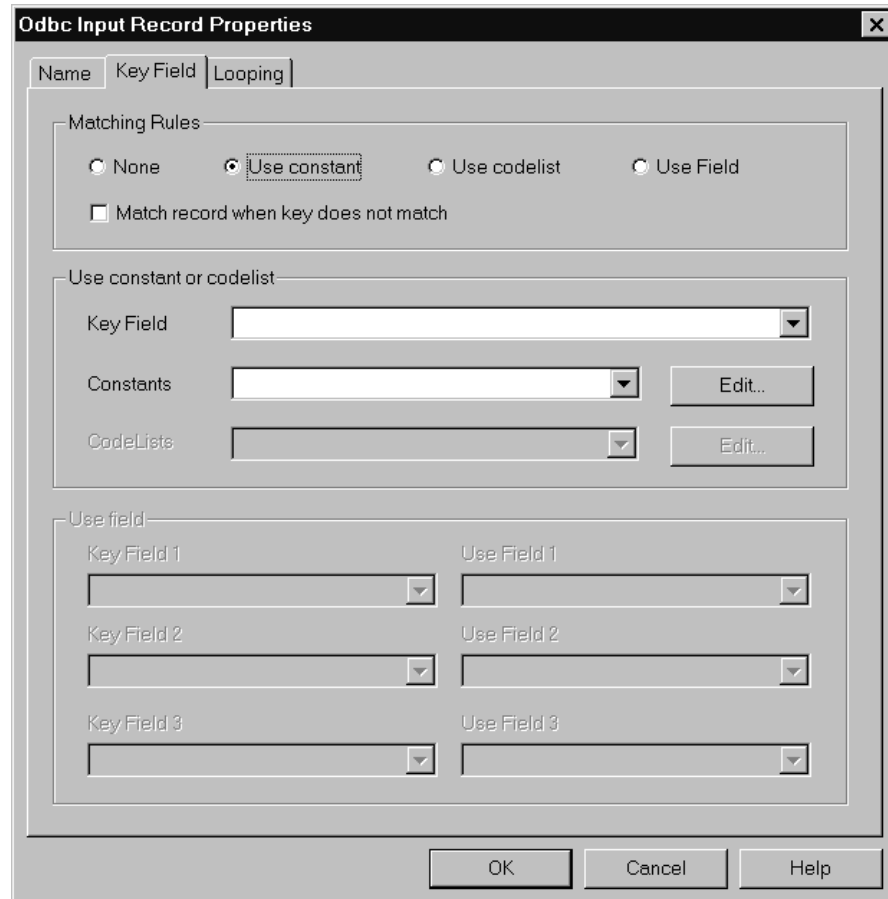 Odbc Input Record Properties
Name Key Field Looping
Matching Rules
None Use constant Use codelist Use Field
Match record when key does not match
Use constant or codelist
Key Field
Constants Edit...
CodeLists Edit...
Use field
Key Field 1 Use Field 1
Key Field 2 Use Field 2
Key Field 3 Use Field 3
OK Cancel Help